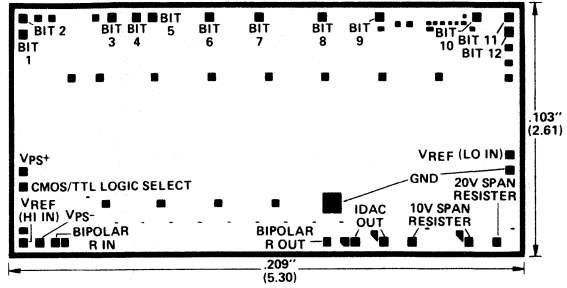 BIT 2
BIT
1
BIT
3
BIT
4
BIT
5
BIT
6
BIT
7
BIT
8
BIT
9
BIT
10
BIT 11
BIT 12
.103"
(2.61)
VPS+
CMOS/TTL LOGIC SELECT
VREF
(HI IN)
VPS-
BIPOLAR
R IN
VREF (LO IN)
GND
20V SPAN
RESISTER
BIPOLAR
R OUT
IDAC
OUT
10V SPAN
RESISTER
.209"
(5.30)